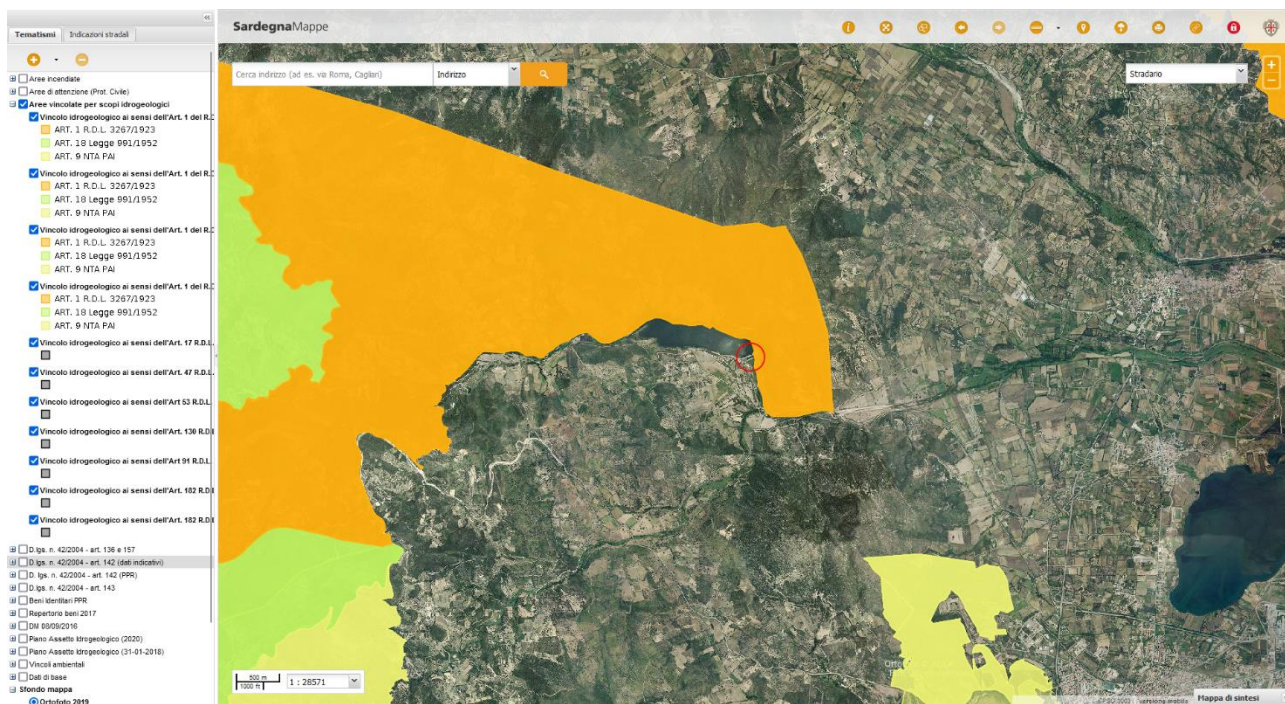 SardegnaMappe
Tematismi
Indicazioni stradali
Cerca indirizzo (ad es. via Roma, Cagliari)
Indirizzo
Stradario
Aree incendiate
Aree di attenzione (Prot. Civile)
Aree vincolate per scopi idrogeologici
Vincolo idrogeologico ai sensi dell'Art. 1 del R.D
ART. 1 R.D.L. 3267/1923
ART. 18 Legge 991/1952
ART. 9 NTA PAI
Vincolo idrogeologico ai sensi dell'Art. 1 del R.D
ART. 1 R.D.L. 3267/1923
ART. 18 Legge 991/1952
ART. 9 NTA PAI
Vincolo idrogeologico ai sensi dell'Art. 1 del R.D
ART. 1 R.D.L. 3267/1923
ART. 18 Legge 991/1952
ART. 9 NTA PAI
Vincolo idrogeologico ai sensi dell'Art. 1 del R.D
ART. 1 R.D.L. 3267/1923
ART. 18 Legge 991/1952
ART. 9 NTA PAI
Vincolo idrogeologico ai sensi dell'Art. 17 R.D.L.
Vincolo idrogeologico ai sensi dell'Art. 47 R.D.L.
Vincolo idrogeologico ai sensi dell'Art 53 R.D.L.
Vincolo idrogeologico ai sensi dell'Art. 130 R.D.l
Vincolo idrogeologico ai sensi dell'Art 91 R.D.L.
Vincolo idrogeologico ai sensi dell'Art. 182 R.D.l
Vincolo idrogeologico ai sensi dell'Art. 182 R.D.l
D.lgs. n. 42/2004 - art. 136 e 157
D.lgs. n. 42/2004 - art. 142 (dati indicativi)
D. lgs. n. 42/2004 - art. 142 (PPR)
D.lgs. n. 42/2004 - art. 143
Beni identitari PPR
Repertorio beni 2017
DM 08/09/2016
Piano Assetto Idrogeologico (2020)
Piano Assetto Idrogeologico (31-01-2018)
Vincoli ambientali
Dati di base
Sfondo mappa
Ortofoto 2019
500 m
1000 ft
1 : 28571
Mappa di sintesi